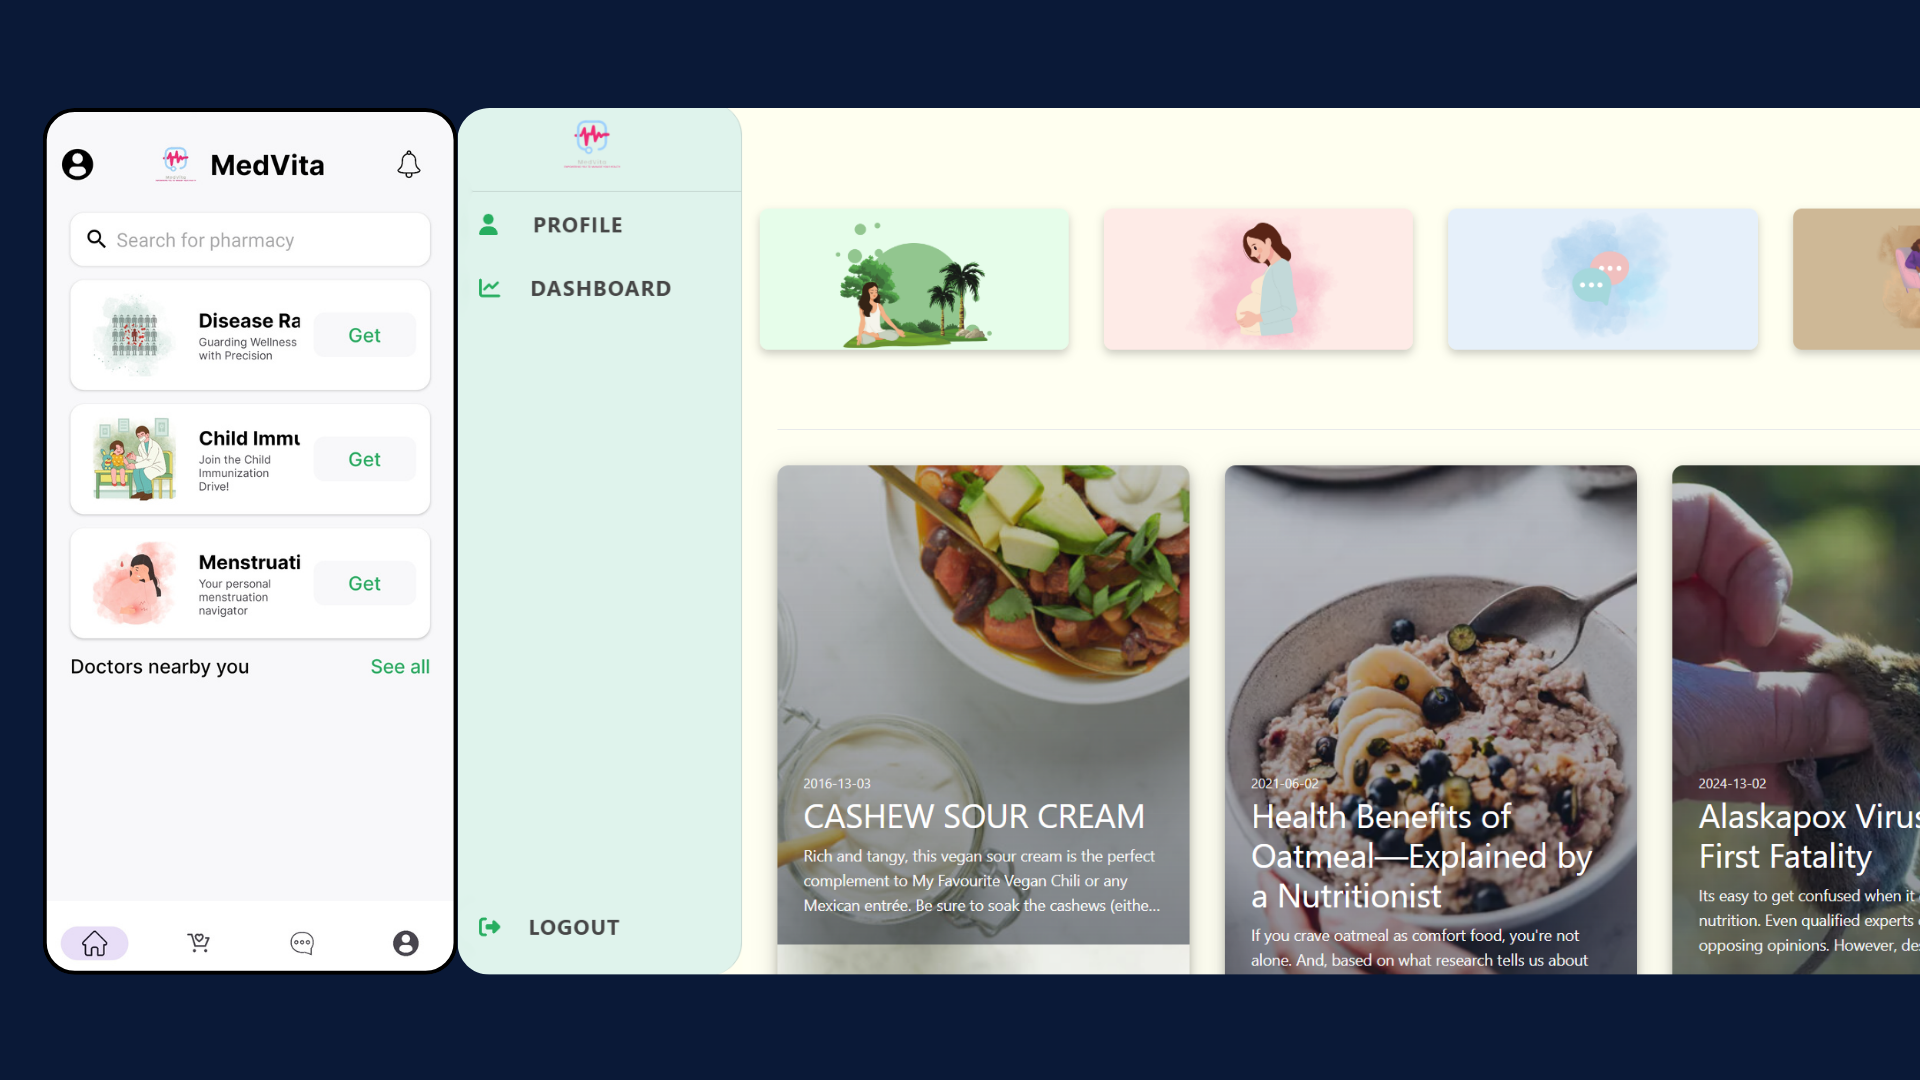 MedVita
Search for pharmacy
Disease Ra
Guarding Wellness
with Precision
Get
Child Immu
Join the Child
Immunization
Drive!
Get
Menstruati
Your personal
menstruation
navigator
Get
Doctors nearby you
See all
MedVita
PROFILE
DASHBOARD
LOGOUT
2016-13-03
CASHEW SOUR CREAM
Rich and tangy, this vegan sour cream is the perfect
complement to My Favourite Vegan Chili or any
Mexican entrée. Be sure to soak the cashews (eithe...
2021-06-02
Health Benefits of
Oatmeal—Explained by
a Nutritionist
If you crave oatmeal as comfort food, you're not
alone. And, based on what research tells us about
2024-13-02
Alaskapox Virus
First Fatality
Its easy to get confused when it
nutrition. Even qualified experts
opposing opinions. However, des